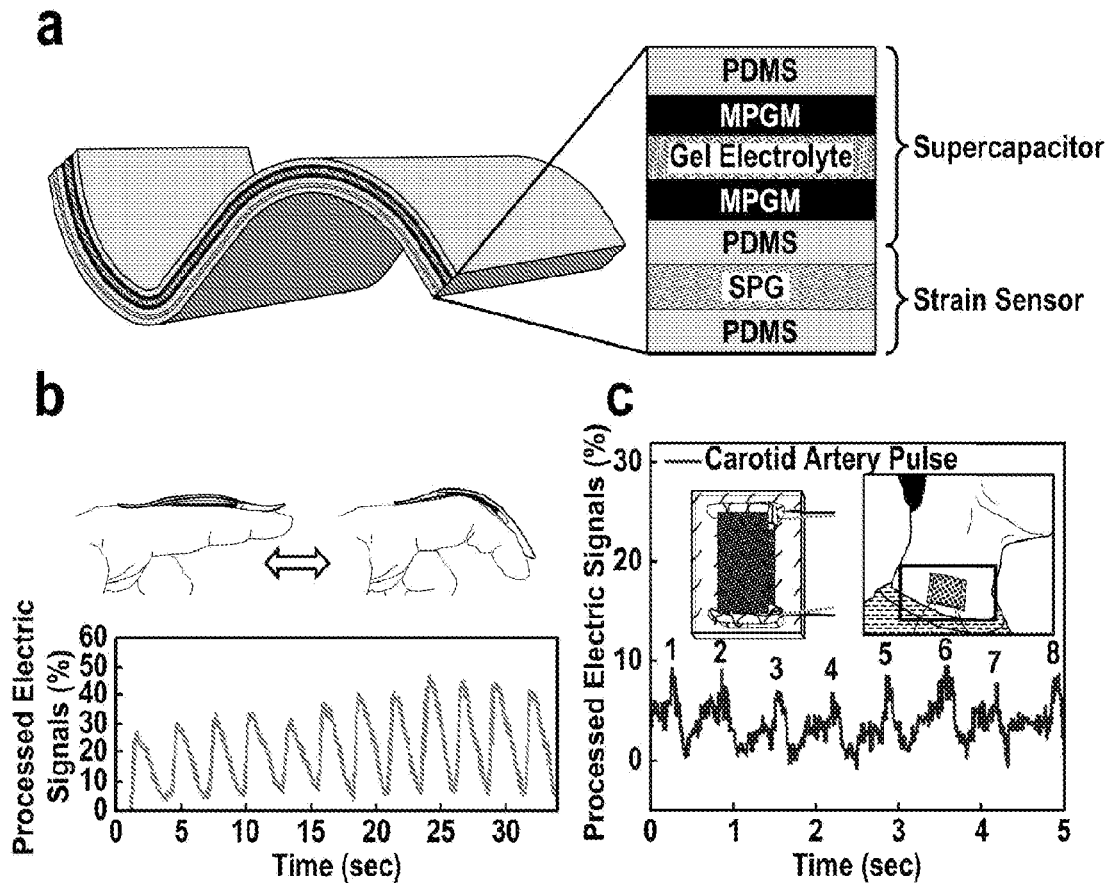 a
PDMS
MPGM
Gel Electrolyte
MPGM
PDMS
SPG
PDMS
Supercapacitor
Strain Sensor
b
Processed Electric
Signals (%)
60
50
40
30
20
10
0
0 5 10 15 20 25 30
Time (sec)
c
Processed Electric Signals (%)
30
20
10
0
Carotid Artery Pulse
1 2 3 4 5 6 7 8
0 1 2 3 4 5
Time (sec)